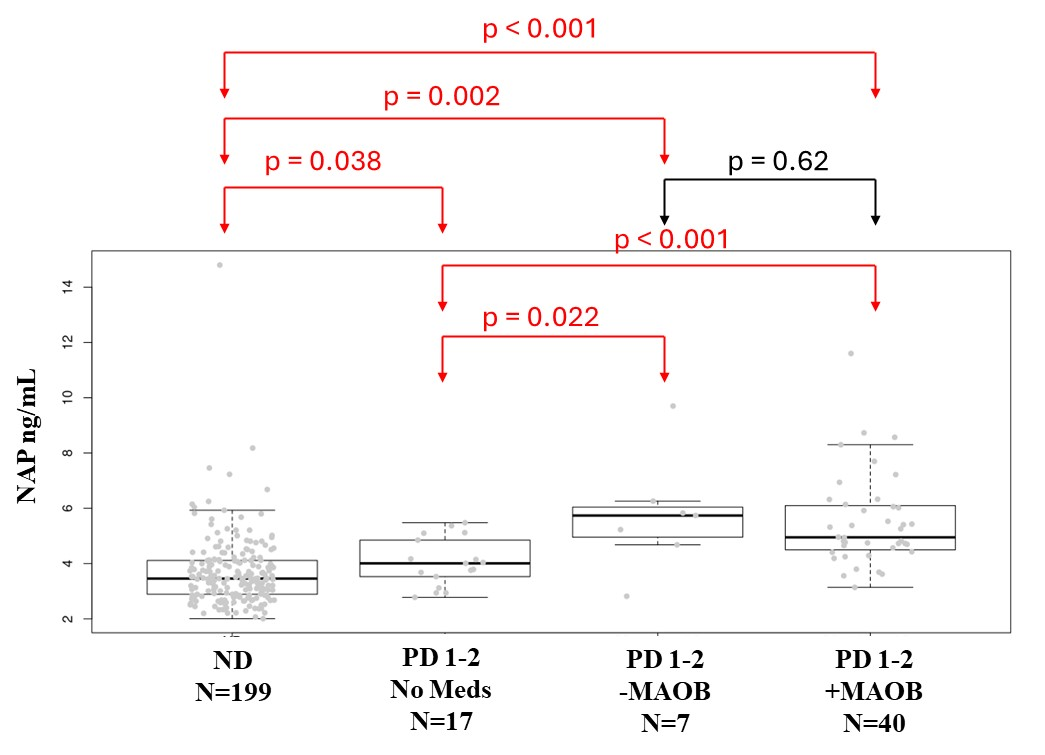 p < 0.001
p = 0.002
p = 0.038
p = 0.62
p < 0.001
p = 0.022
NAP ng/mL
14
12
10
8
6
4
2
ND
N=199
PD 1-2
No Meds
N=17
PD 1-2
-MAOB
N=7
PD 1-2
+MAOB
N=40